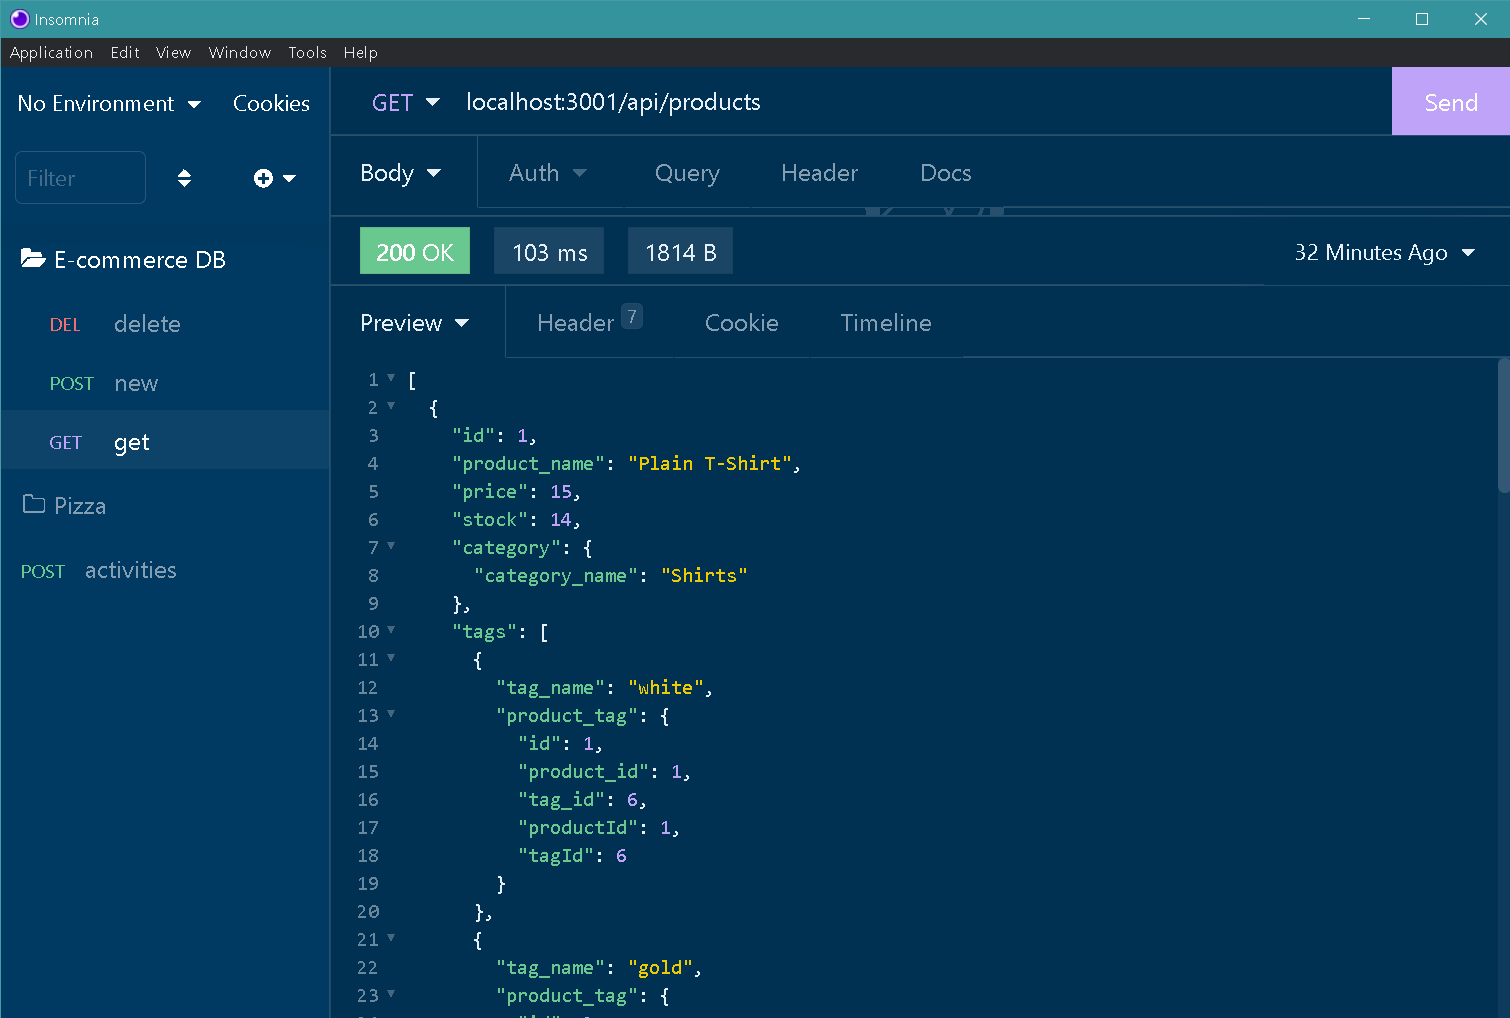 Insomnia
Application Edit View Window Tools Help
No Environment Cookies
GET localhost:3001/api/products Send
Filter
Body Auth Query Header Docs
200 OK 103 ms 1814 B 32 Minutes Ago
E-commerce DB
DEL delete
POST new
GET get
Pizza
POST activities
Preview Header 7 Cookie Timeline
1 [
2 {
3 "id": 1,
4 "product_name": "Plain T-Shirt",
5 "price": 15,
6 "stock": 14,
7 "category": {
8 "category_name": "Shirts"
9 },
10 "tags": [
11 {
12 "tag_name": "white",
13 "product_tag": {
14 "id": 1,
15 "product_id": 1,
16 "tag_id": 6,
17 "productId": 1,
18 "tagId": 6
19 }
20 },
21 {
22 "tag_name": "gold",
23 "product_tag": {